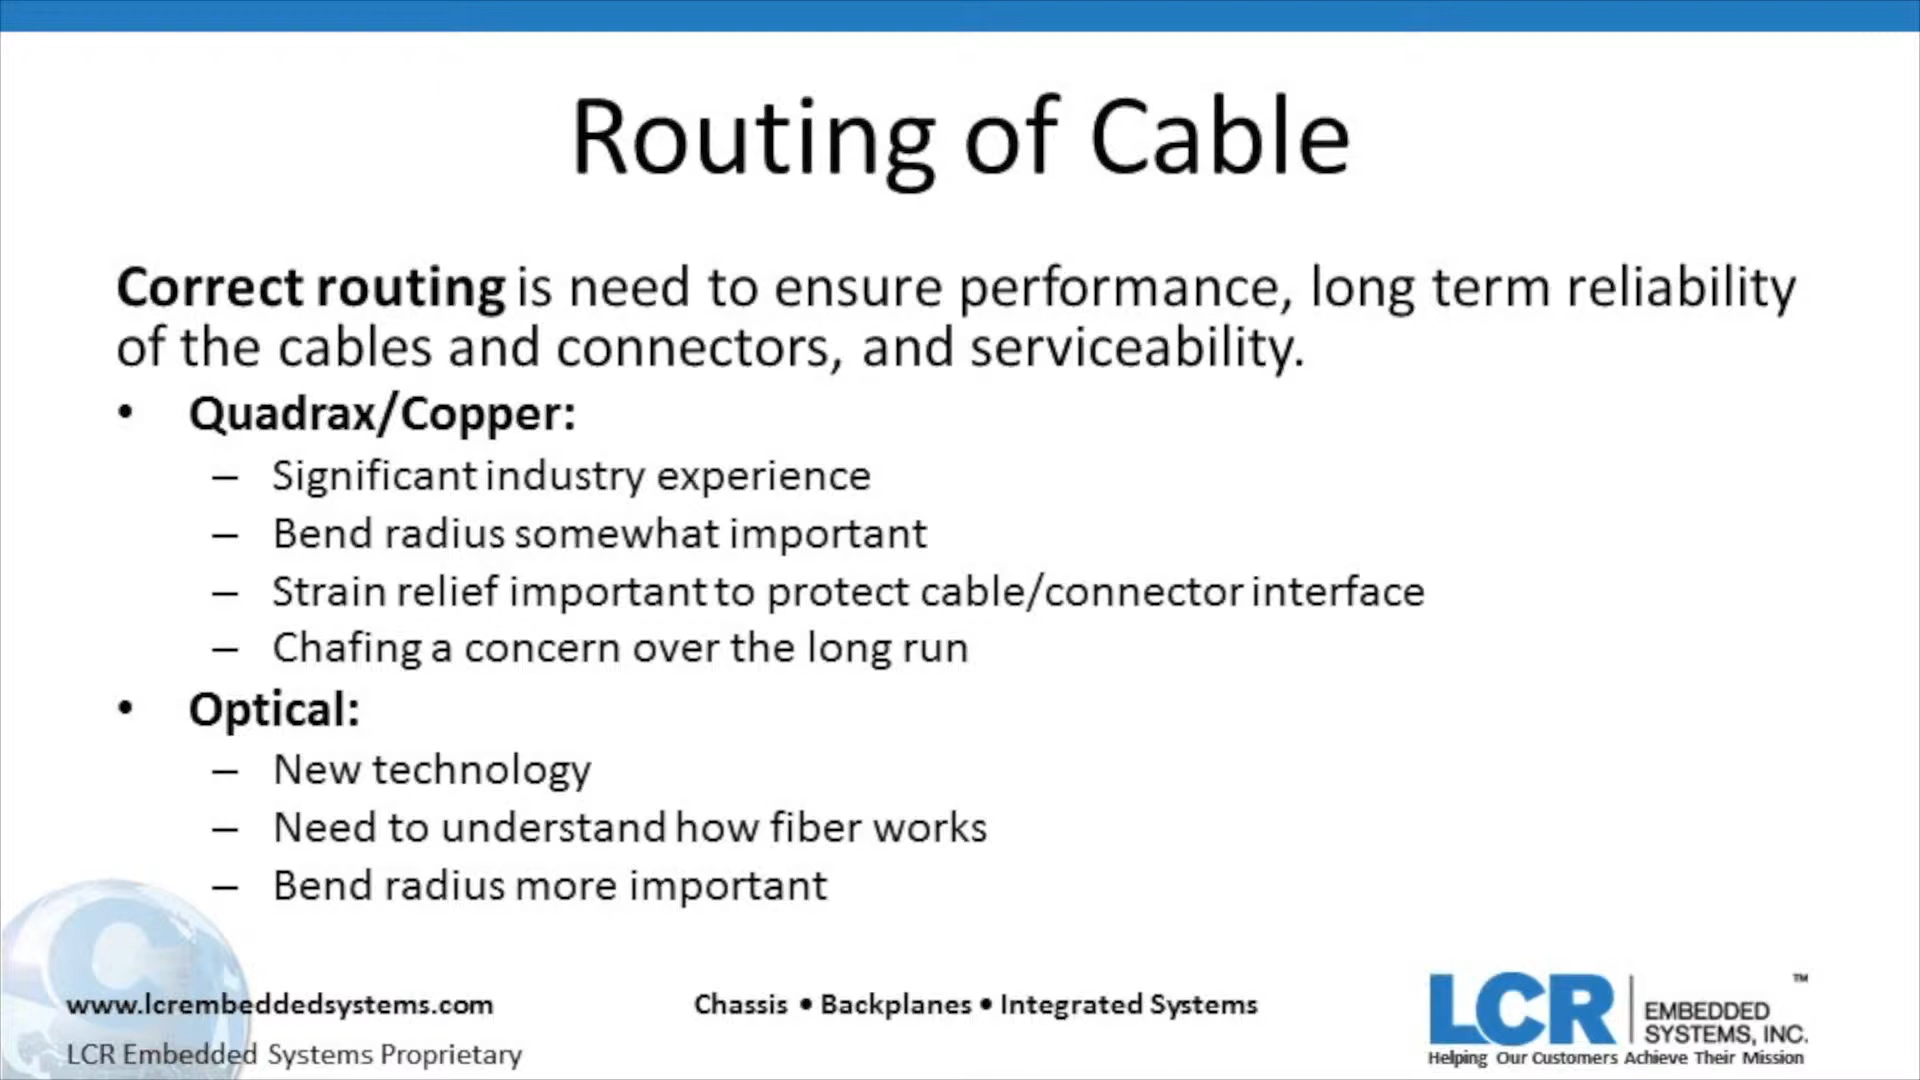 Routing of Cable
Correct routing is need to ensure performance, long term reliability
of the cables and connectors, and serviceability.
• Quadrax/Copper:
– Significant industry experience
– Bend radius somewhat important
– Strain relief important to protect cable/connector interface
– Chafing a concern over the long run
• Optical:
– New technology
– Need to understand how fiber works
– Bend radius more important
www.lcrembeddedsystems.com
Chassis • Backplanes • Integrated Systems
LCR Embedded Systems Proprietary
LCR EMBEDDED
SYSTEMS, INC.™
Helping Our Customers Achieve Their Mission